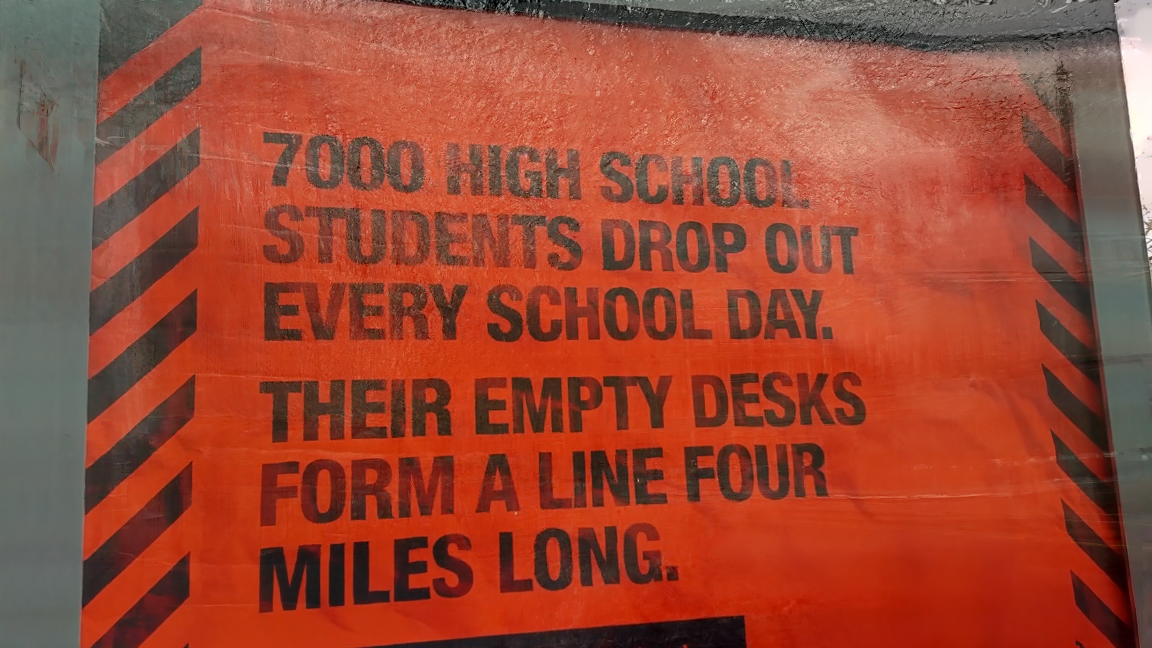 7000 HIGH SCHOOL
STUDENTS DROP OUT
EVERY SCHOOL DAY.
THEIR EMPTY DESKS
FORM A LINE FOUR
MILES LONG.